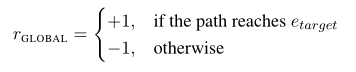 +1, if the path reaches e_target
r_GLOBAL =
−1, otherwise